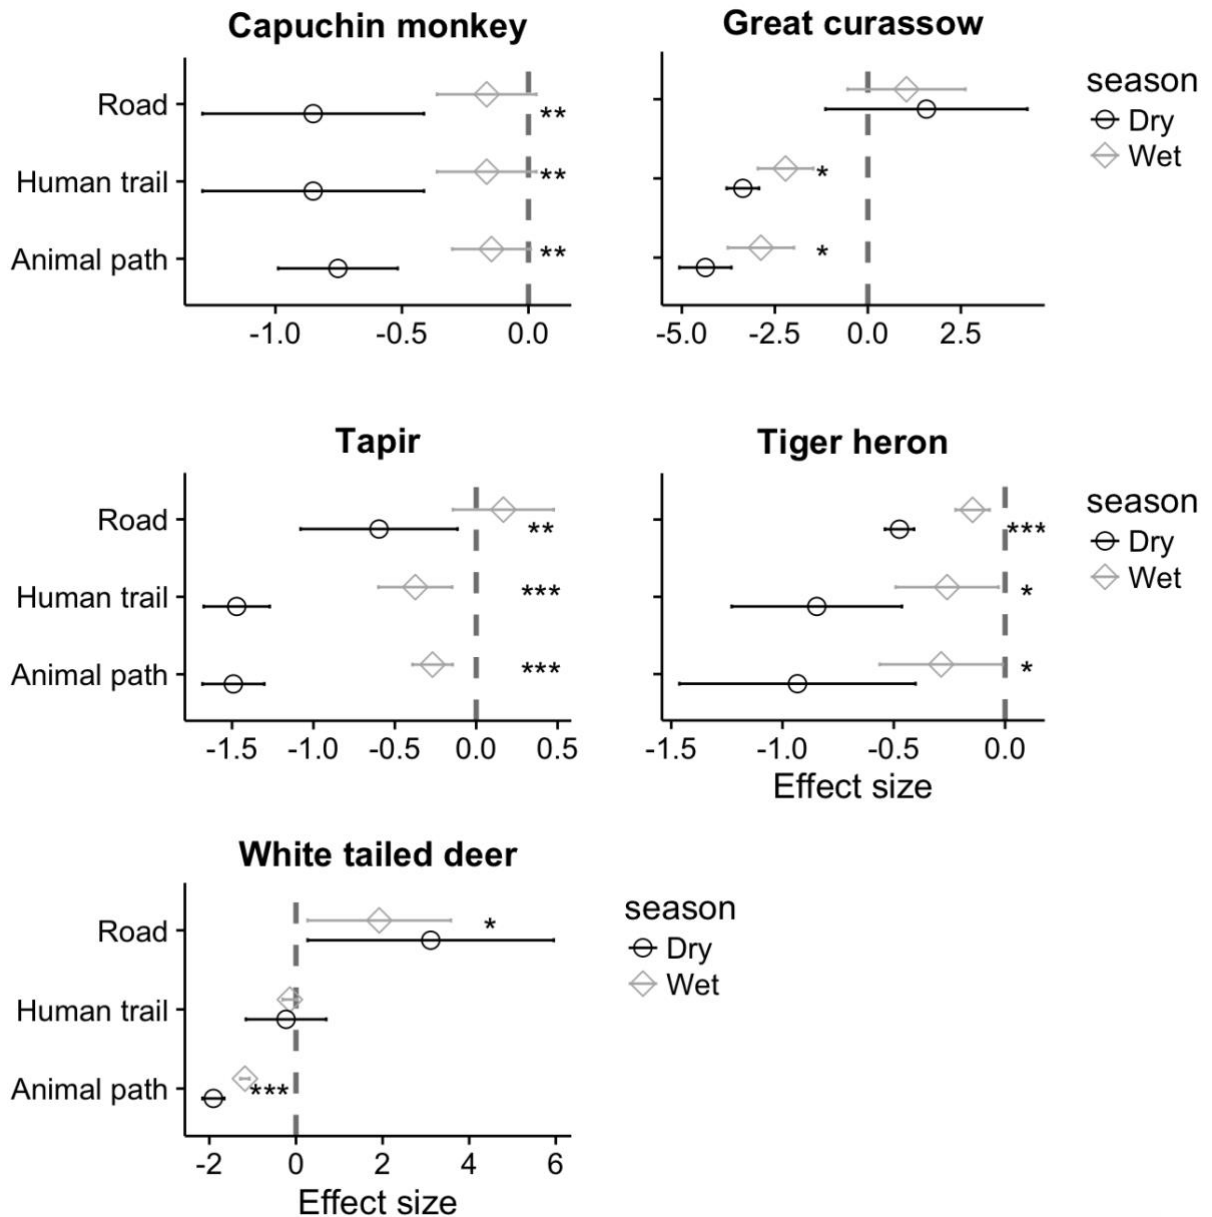 Capuchin monkey
Road **
Human trail **
Animal path **
-1.0 -0.5 0.0
Great curassow
*
*
-5.0 -2.5 0.0 2.5
season
Dry
Wet
Tapir
Road **
Human trail ***
Animal path ***
-1.5 -1.0 -0.5 0.0 0.5
Tiger heron
***
*
*
-1.5 -1.0 -0.5 0.0
Effect size
season
Dry
Wet
White tailed deer
Road *
Human trail
Animal path ***
-2 0 2 4 6
Effect size
season
Dry
Wet